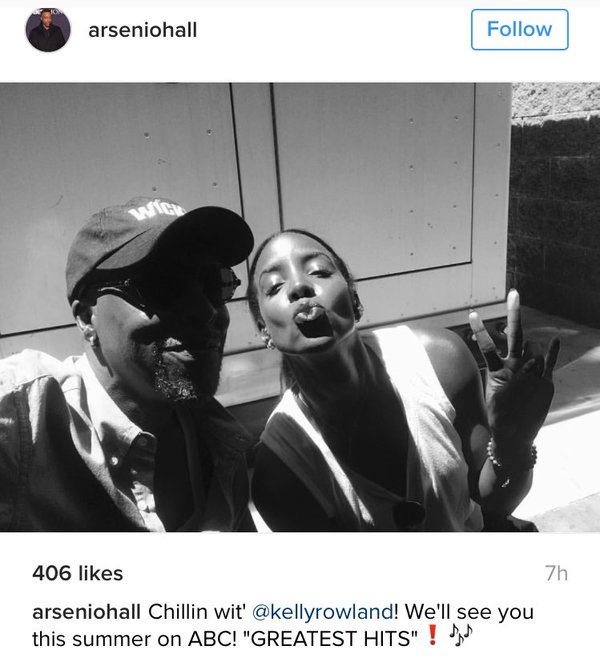 arseniohall
Follow
WICK
406 likes
7h
arseniohall Chillin wit' @kellyrowland! We'll see you
this summer on ABC! "GREATEST HITS" ❗️🎶